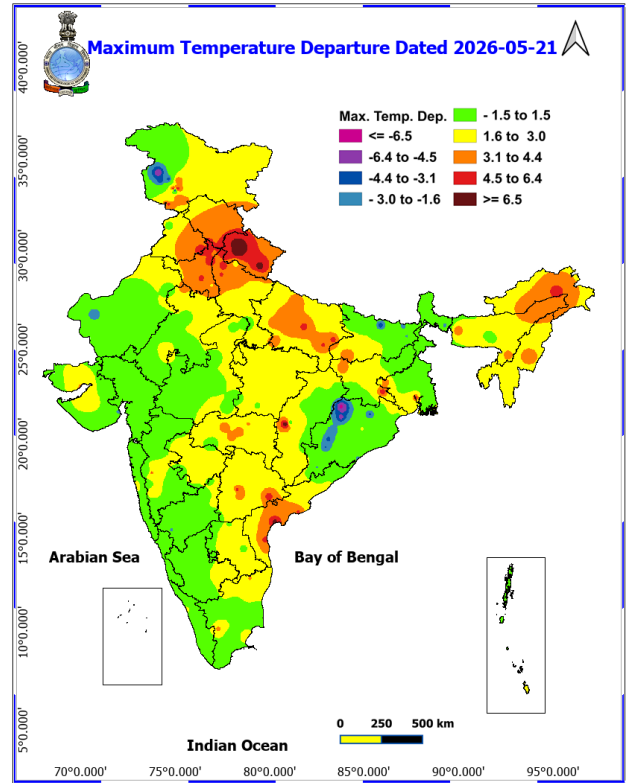 Maximum Temperature Departure Dated 2026-05-21
Max. Temp. Dep.
<= -6.5
-6.4 to -4.5
-4.4 to -3.1
- 3.0 to -1.6
- 1.5 to 1.5
1.6 to 3.0
3.1 to 4.4
4.5 to 6.4
>= 6.5
40°0.000'
35°0.000'
30°0.000'
25°0.000'
20°0.000'
15°0.000'
10°0.000'
5°0.000'
Arabian Sea
Bay of Bengal
Indian Ocean
0 250 500 km
70°0.000' 75°0.000' 80°0.000' 85°0.000' 90°0.000' 95°0.000'